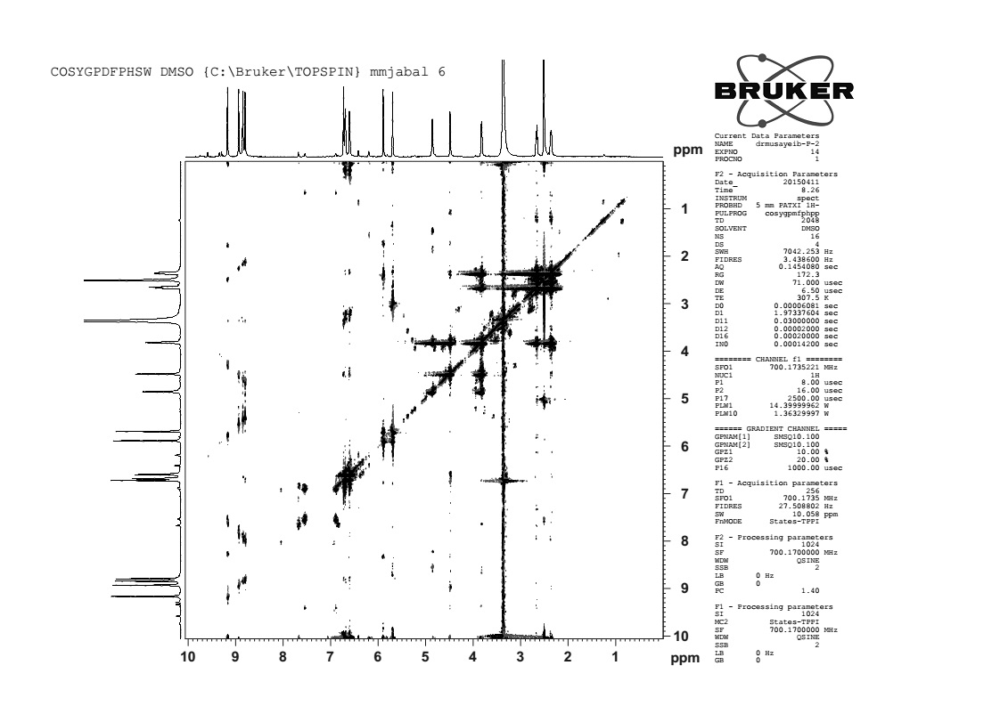 COSYGPDFPHSW DMSO {C:\Bruker\TOPSPIN} mmjabal 6
BRUKER
ppm
1
2
3
4
5
6
7
8
9
10
10 9 8 7 6 5 4 3 2 1 ppm
Current Data Parameters
NAME drmusayeib-P-2
EXPNO 14
PROCNO 1
F2 - Acquisition Parameters
Date_ 20150411
Time 8.26
INSTRUM spect
PROBHD 5 mm PATXI 1H-
PULPROG cosygpmfphpp
TD 2048
SOLVENT DMSO
NS 16
DS 4
SWH 7042.253 Hz
FIDRES 3.438600 Hz
AQ 0.1454080 sec
RG 172.3
DW 71.000 usec
DE 6.50 usec
TE 307.5 K
D0 0.00006081 sec
D1 1.97337604 sec
D11 0.03000000 sec
D12 0.00002000 sec
D16 0.00020000 sec
IN0 0.00014200 sec
======== CHANNEL f1 ========
SFO1 700.1735221 MHz
NUC1 1H
P1 8.00 usec
P2 16.00 usec
P17 2500.00 usec
PLW1 14.39999962 W
PLW10 1.36329997 W
====== GRADIENT CHANNEL =====
GPNAM[1] SMSQ10.100
GPNAM[2] SMSQ10.100
GPZ1 10.00 %
GPZ2 20.00 %
P16 1000.00 usec
F1 - Acquisition parameters
TD 256
SFO1 700.1735 MHz
FIDRES 27.508802 Hz
SW 10.058 ppm
FnMODE States-TPPI
F2 - Processing parameters
SI 1024
SF 700.1700000 MHz
WDW QSINE
SSB 2
LB 0 Hz
GB 0
PC 1.40
F1 - Processing parameters
SI 1024
MC2 States-TPPI
SF 700.1700000 MHz
WDW QSINE
SSB 2
LB 0 Hz
GB 0